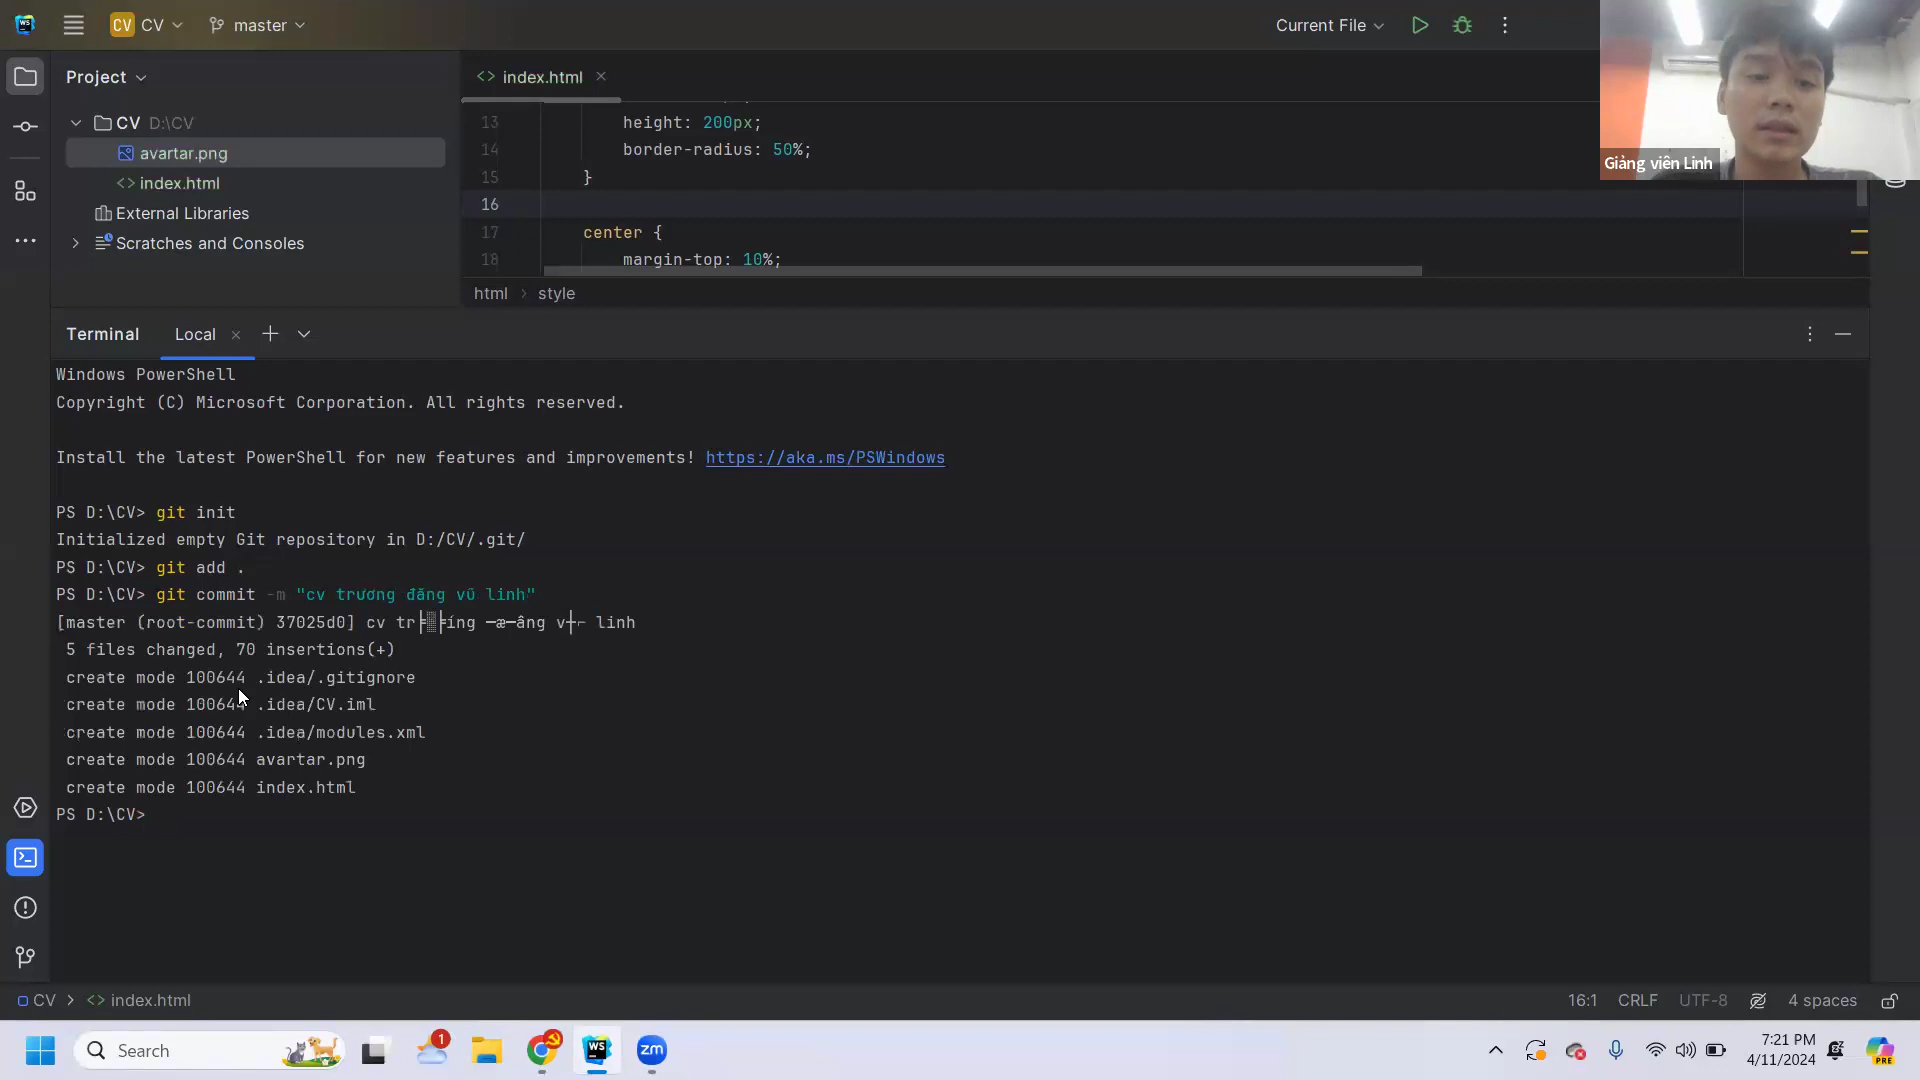 CV CV master Current File
Project
index.html
CV D:\CV
avartar.png
index.html
External Libraries
Scratches and Consoles
13 height: 200px;
14 border-radius: 50%;
15 }
16
17 center {
18 margin-top: 10%;
html > style
Giảng viên Linh
Terminal Local
Windows PowerShell
Copyright (C) Microsoft Corporation. All rights reserved.
Install the latest PowerShell for new features and improvements! https://aka.ms/PSWindows
PS D:\CV> git init
Initialized empty Git repository in D:/CV/.git/
PS D:\CV> git add .
PS D:\CV> git commit -m "cv trương đăng vũ linh"
[master (root-commit) 37025d0] cv tr╞░╞íng ─æ─âng v┼⌐ linh
5 files changed, 70 insertions(+)
create mode 100644 .idea/.gitignore
create mode 100644 .idea/CV.iml
create mode 100644 .idea/modules.xml
create mode 100644 avartar.png
create mode 100644 index.html
PS D:\CV>
CV > index.html
16:1 CRLF UTF-8 4 spaces
Search
1
zm
7:21 PM
4/11/2024
PRE